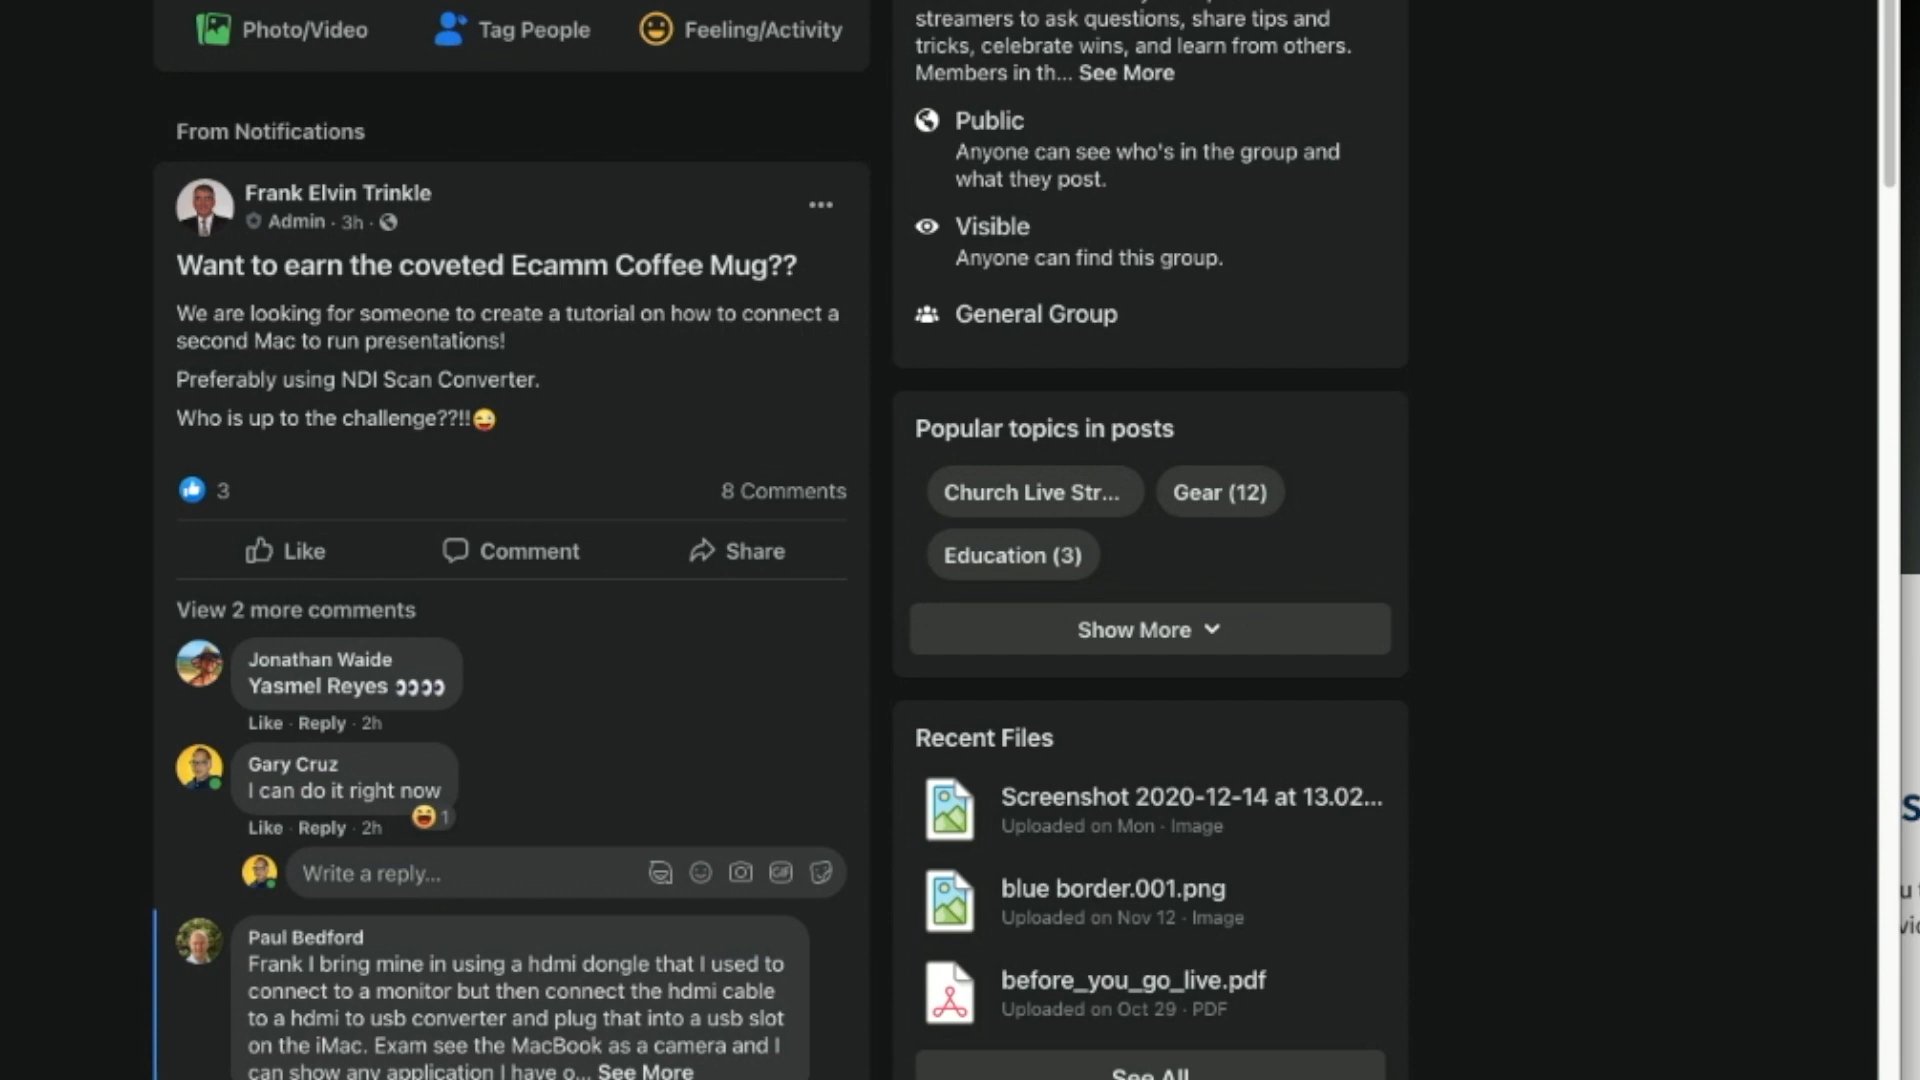 Photo/Video
Tag People
Feeling/Activity
From Notifications
Frank Elvin Trinkle
Admin · 3h ·
Want to earn the coveted Ecamm Coffee Mug??
We are looking for someone to create a tutorial on how to connect a
second Mac to run presentations!
Preferably using NDI Scan Converter.
Who is up to the challenge??!!😜
3
8 Comments
Like
Comment
Share
View 2 more comments
Jonathan Waide
Yasmel Reyes 👀👀
Like · Reply · 2h
Gary Cruz
I can do it right now
😆 1
Like · Reply · 2h
Write a reply...
GIF
Paul Bedford
Frank I bring mine in using a hdmi dongle that I used to
connect to a monitor but then connect the hdmi cable
to a hdmi to usb converter and plug that into a usb slot
on the iMac. Exam see the MacBook as a camera and I
can show any application I have o... See More
streamers to ask questions, share tips and
tricks, celebrate wins, and learn from others.
Members in th... See More
Public
Anyone can see who's in the group and
what they post.
Visible
Anyone can find this group.
General Group
Popular topics in posts
Church Live Str...
Gear (12)
Education (3)
Show More
Recent Files
Screenshot 2020-12-14 at 13.02...
Uploaded on Mon · Image
blue border.001.png
Uploaded on Nov 12 · Image
before_you_go_live.pdf
Uploaded on Oct 29 · PDF
See All